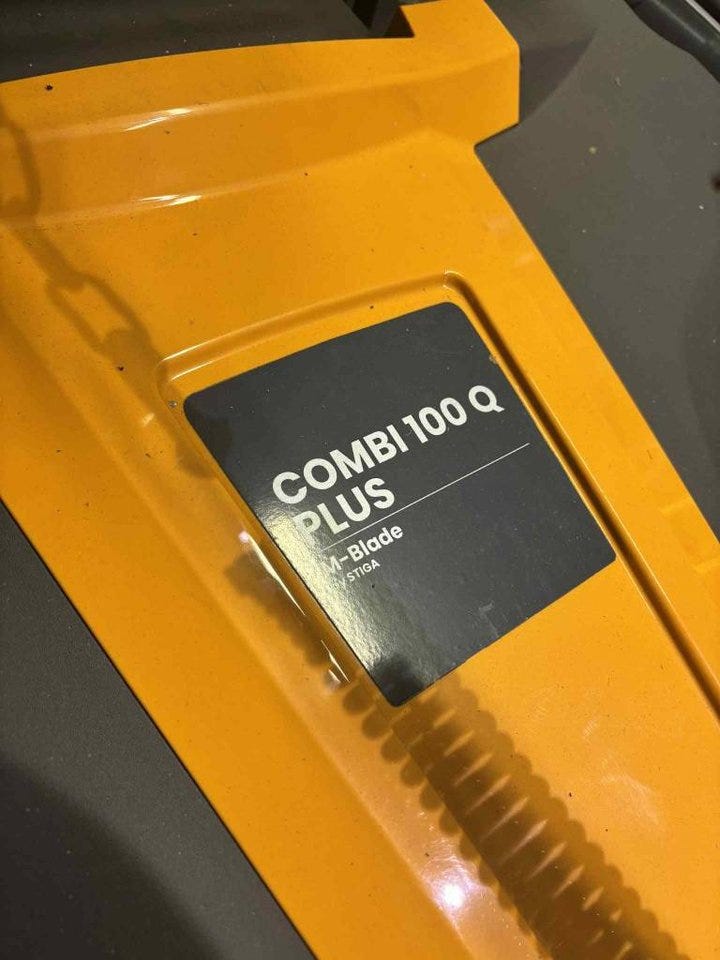 COMBI 100 Q
PLUS
M-Blade
STIGA